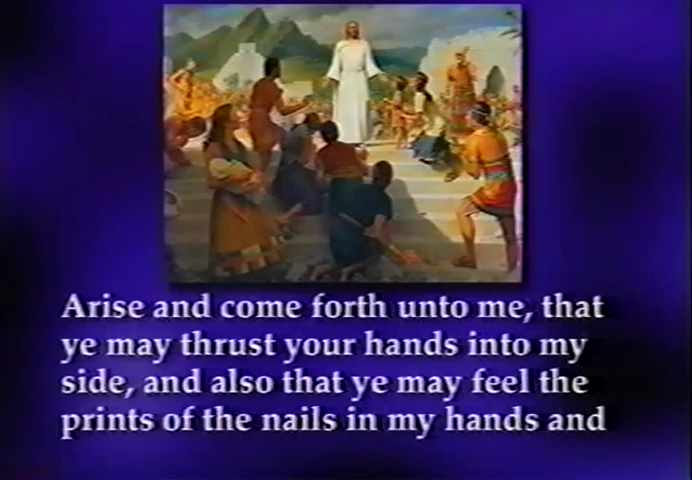 Arise and come forth unto me, that
ye may thrust your hands into my
side, and also that ye may feel the
prints of the nails in my hands and